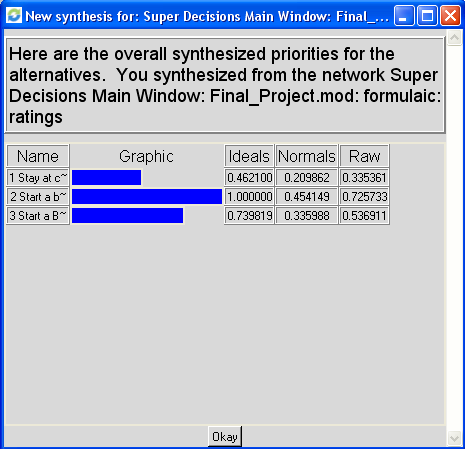 New synthesis for: Super Decisions Main Window: Final_...
Here are the overall synthesized priorities for the
alternatives. You synthesized from the network Super
Decisions Main Window: Final_Project.mod: formulaic:
ratings
Name Graphic Ideals Normals Raw
1 Stay at c~ 0.462100 0.209862 0.335361
2 Start a b~ 1.000000 0.454149 0.725733
3 Start a B~ 0.739819 0.335988 0.536911
Okay